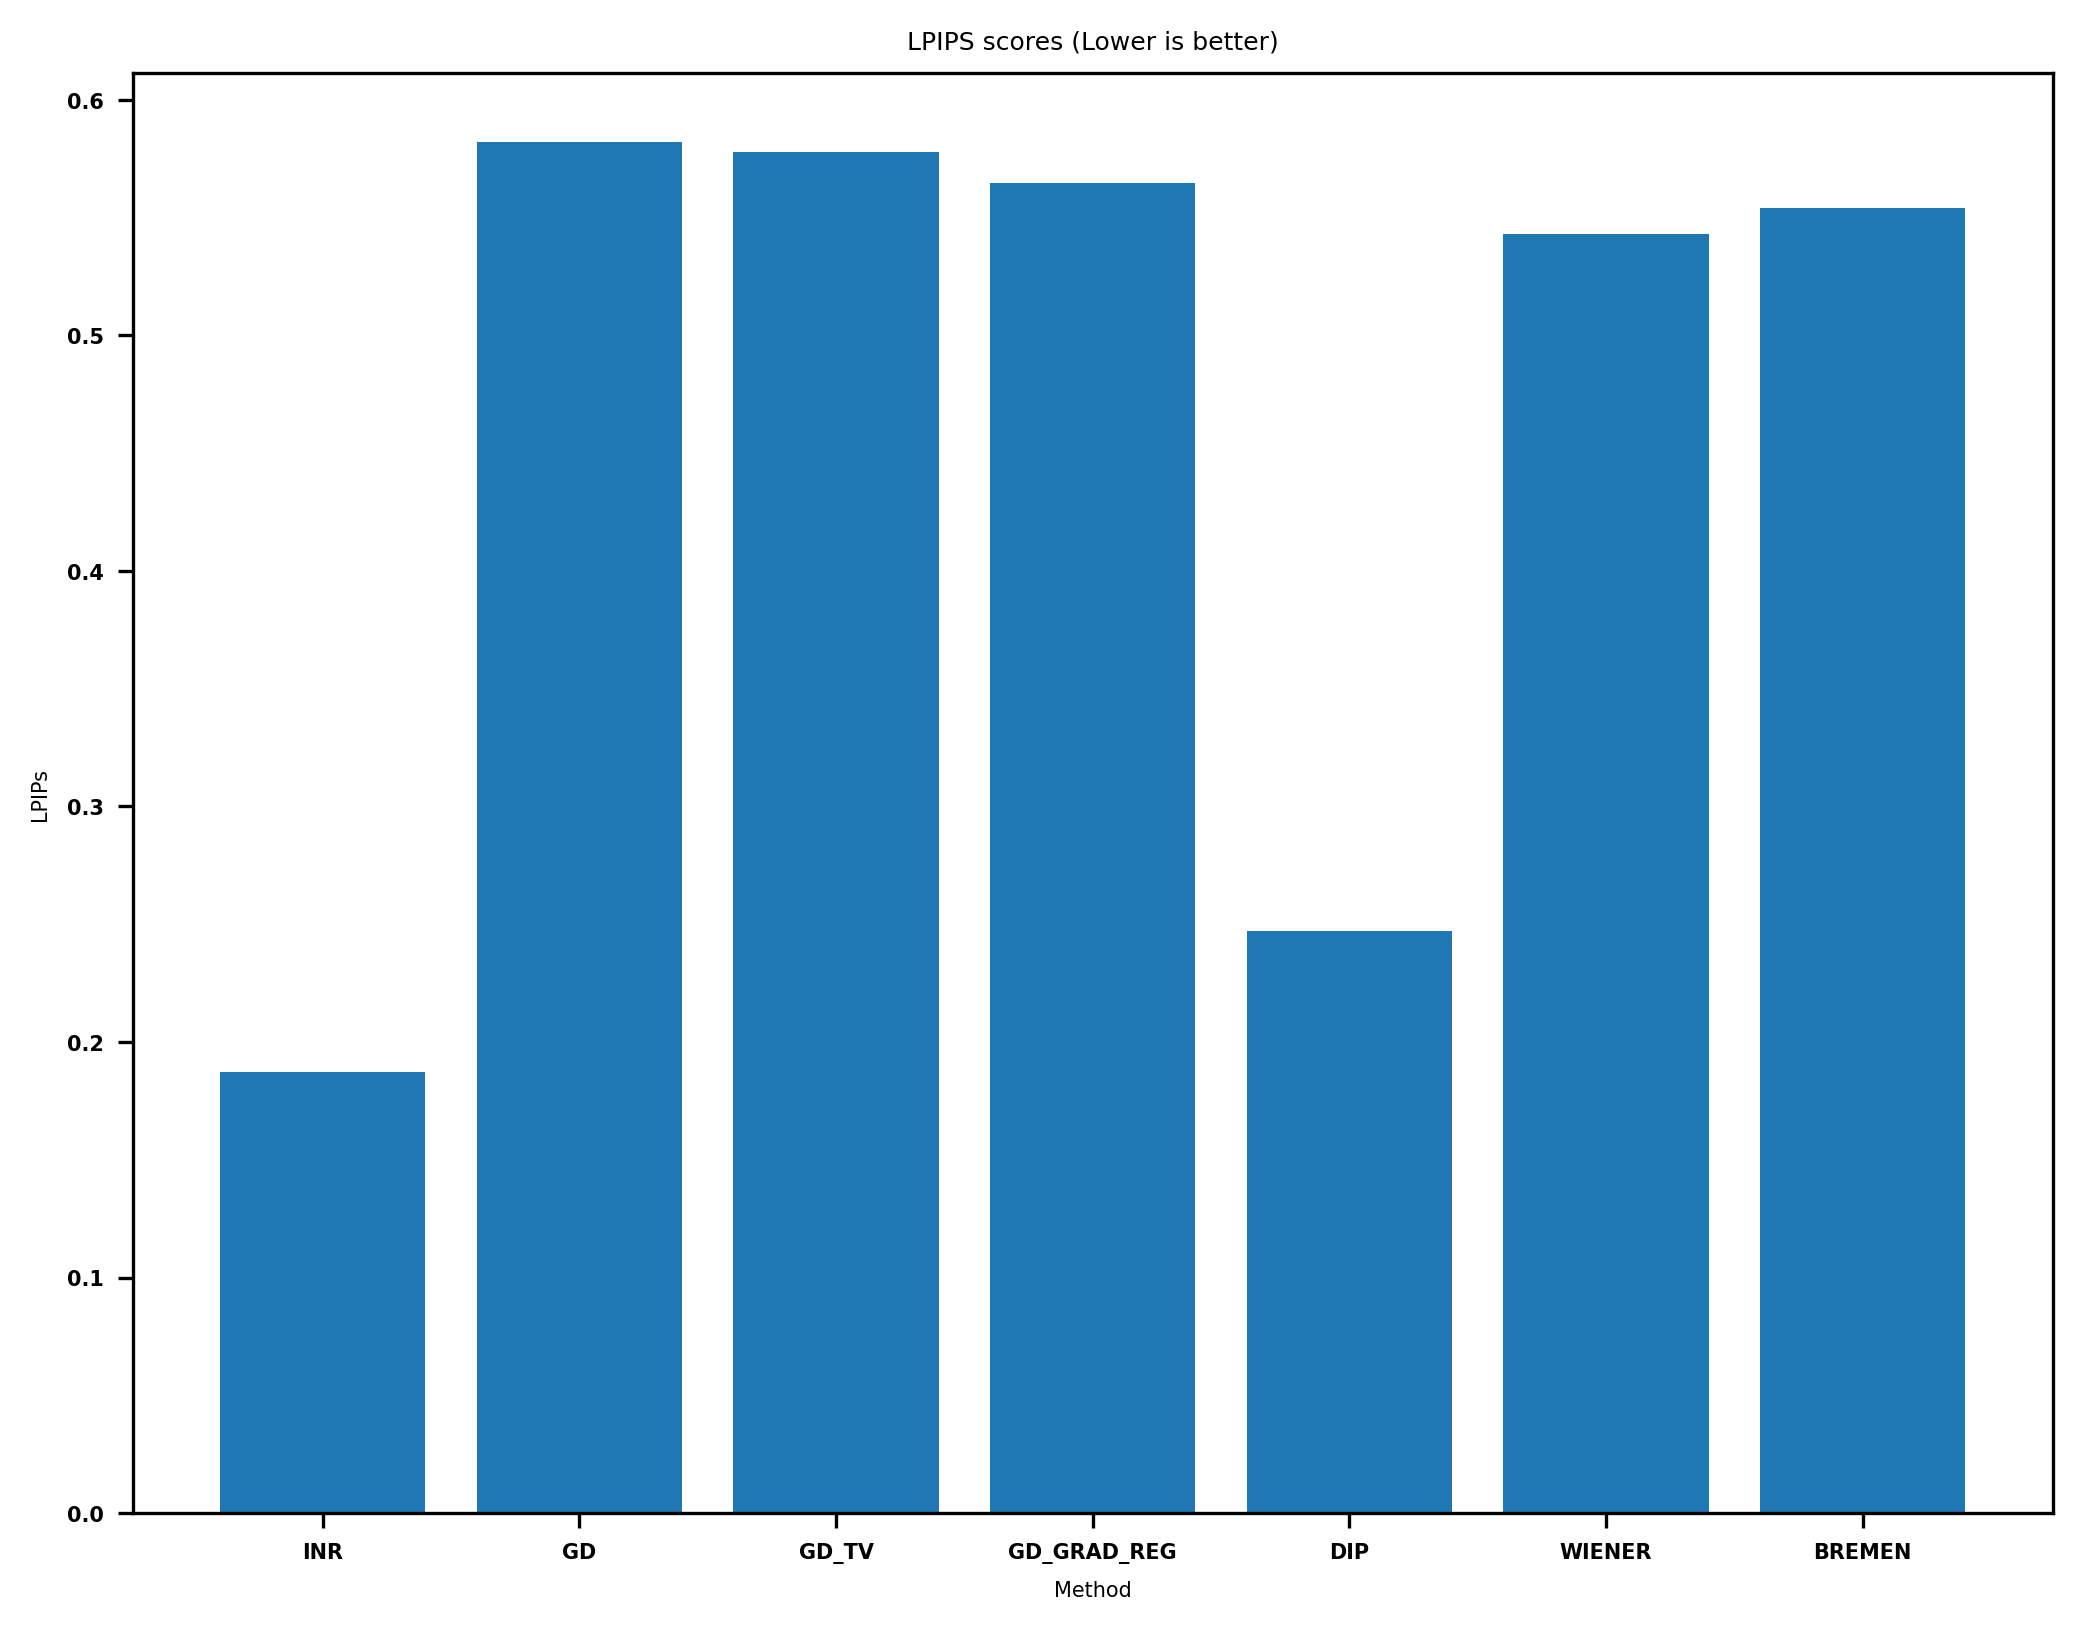 LPIPS scores (Lower is better)
0.6
0.5
0.4
0.3
0.2
0.1
0.0
LPIPs
INR GD GD_TV GD_GRAD_REG DIP WIENER BREMEN
Method